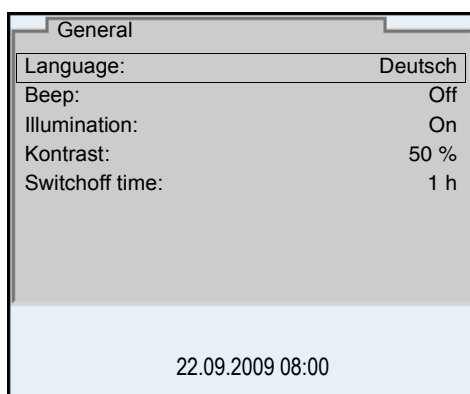 General
Language: Deutsch
Beep: Off
Illumination: On
Kontrast: 50 %
Switchoff time: 1 h
22.09.2009 08:00